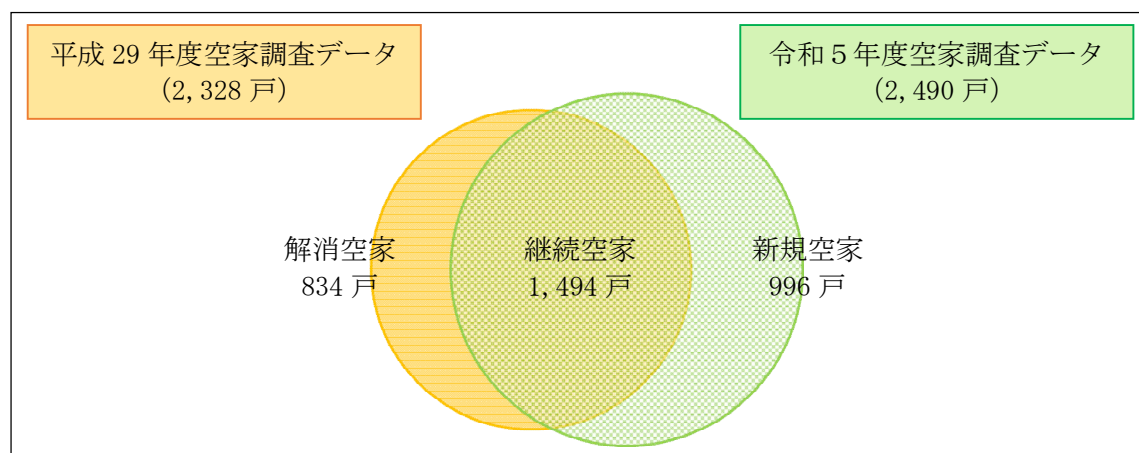 平成 29 年度空家調査データ
(2,328 戸)
令和５年度空家調査データ
(2,490 戸)
解消空家
834 戸
継続空家
1,494 戸
新規空家
996 戸